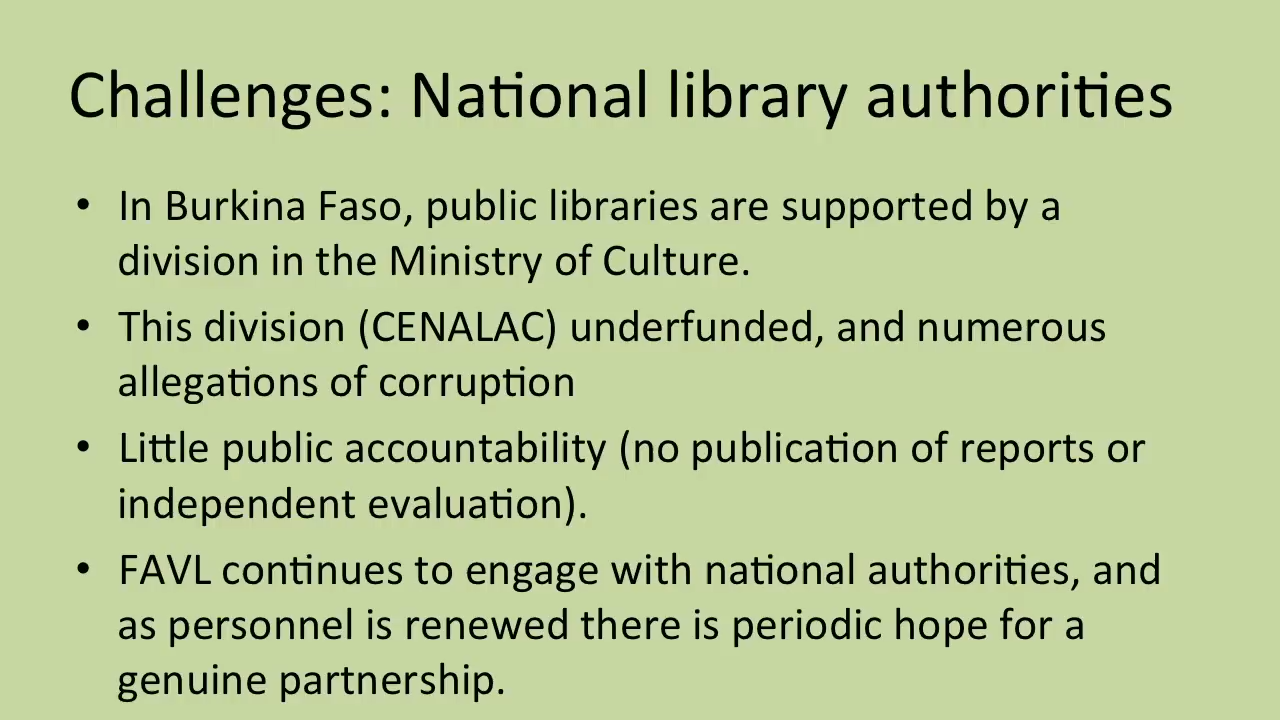 Challenges: National library authorities
• In Burkina Faso, public libraries are supported by a
division in the Ministry of Culture.
• This division (CENALAC) underfunded, and numerous
allegations of corruption
• Little public accountability (no publication of reports or
independent evaluation).
• FAVL continues to engage with national authorities, and
as personnel is renewed there is periodic hope for a
genuine partnership.